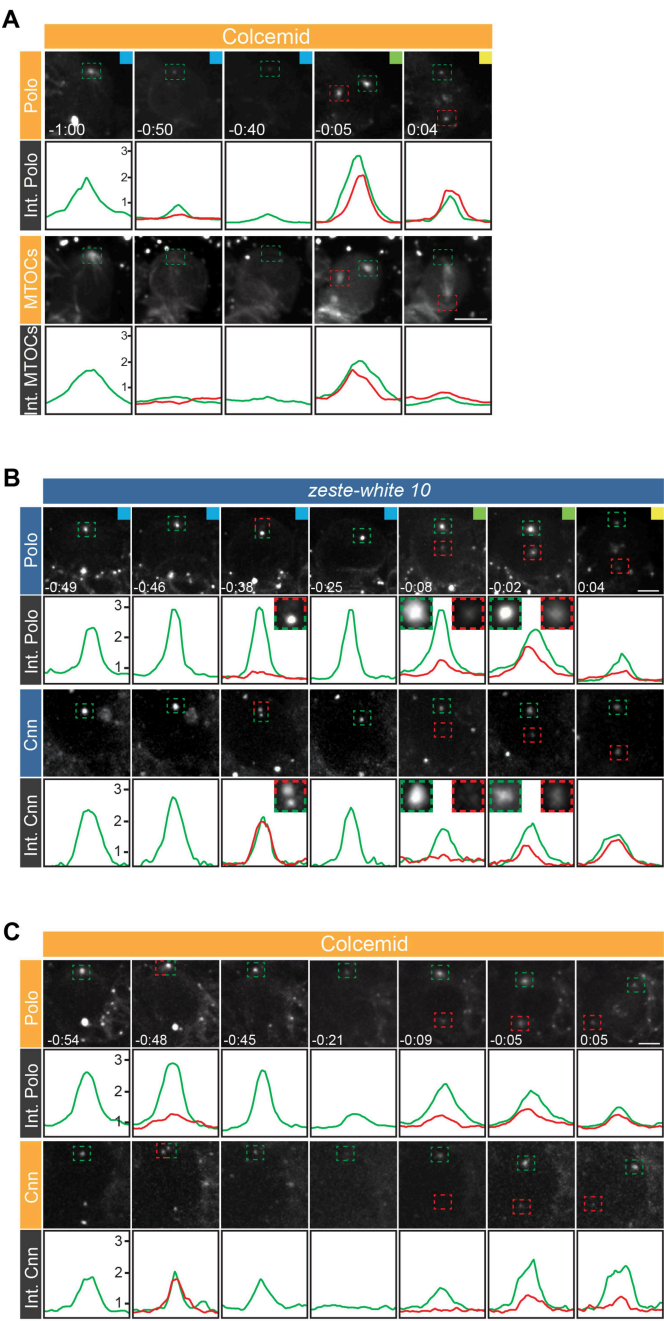 A
Colcemid
Polo
-1:00
-0:50
-0:40
-0:05
0:04
Int. Polo
3
2
1
MTOCs
Int. MTOCs
3
2
1
B
zeste-white 10
Polo
-0:49
-0:46
-0:38
-0:25
-0:08
-0:02
0:04
Int. Polo
3
2
1
Cnn
Int. Cnn
3
2
1
C
Colcemid
Polo
-0:54
-0:48
-0:45
-0:21
-0:09
-0:05
0:05
Int. Polo
3
2
1
Cnn
Int. Cnn
3
2
1